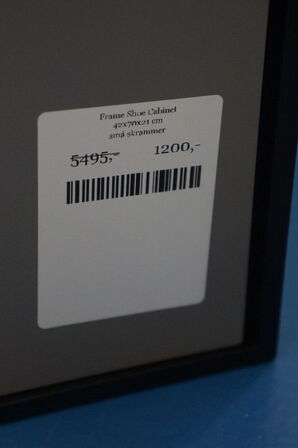 Frame Shoe Cabinet
42x70x21 cm
små skrammer
5495,- 1200,-